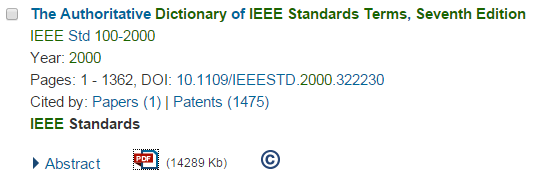 The Authoritative Dictionary of IEEE Standards Terms, Seventh Edition
IEEE Std 100-2000
Year: 2000
Pages: 1 - 1362, DOI: 10.1109/IEEESTD.2000.322230
Cited by: Papers (1) | Patents (1475)
IEEE Standards
Abstract PDF (14289 Kb) ©